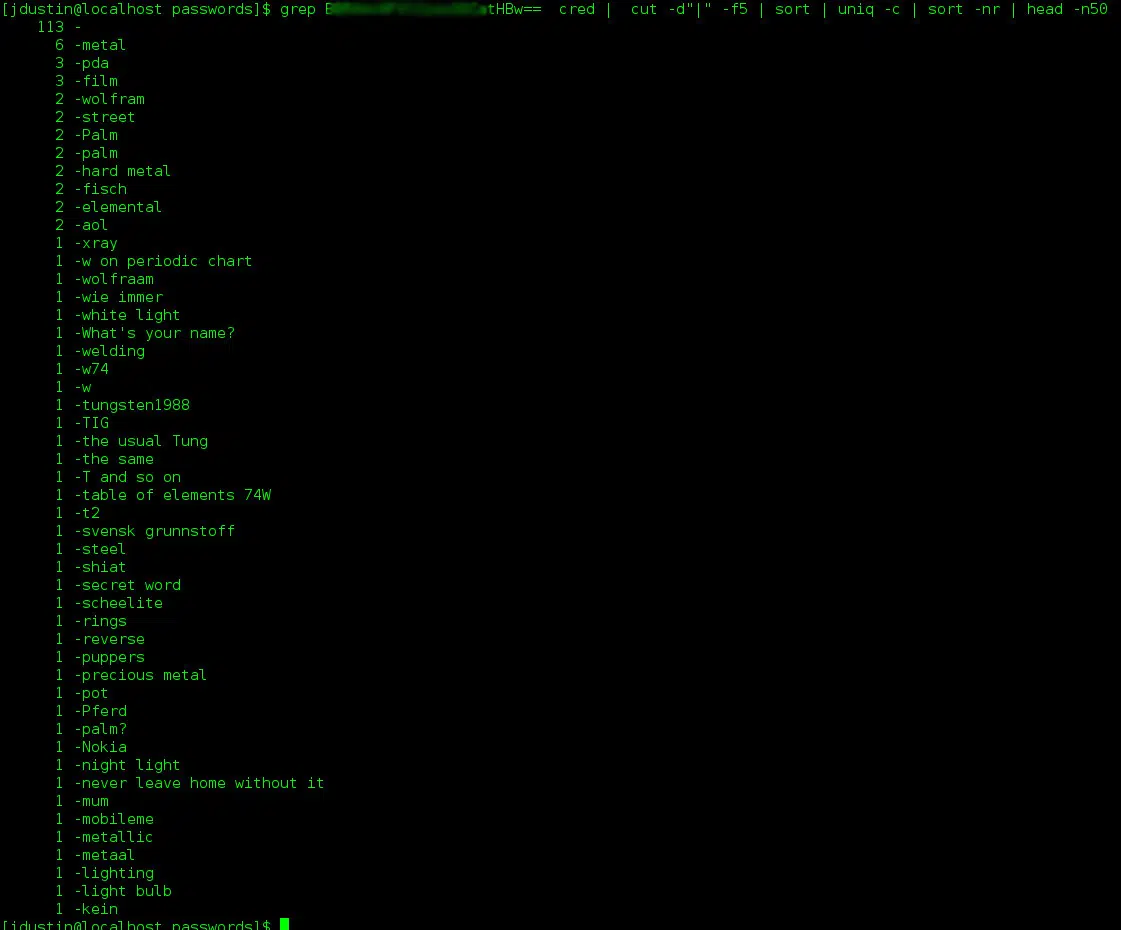 [jdustin@localhost passwords]$ grep tHBw== cred | cut -d"|" -f5 | sort | uniq -c | sort -nr | head -n50
113 -
6 -metal
3 -pda
3 -film
2 -wolfram
2 -street
2 -Palm
2 -palm
2 -hard metal
2 -fisch
2 -elemental
2 -aol
1 -xray
1 -w on periodic chart
1 -wolfraam
1 -wie immer
1 -white light
1 -What's your name?
1 -welding
1 -w74
1 -w
1 -tungsten1988
1 -TIG
1 -the usual Tung
1 -the same
1 -T and so on
1 -table of elements 74W
1 -t2
1 -svensk grunnstoff
1 -steel
1 -shiat
1 -secret word
1 -scheelite
1 -rings
1 -reverse
1 -puppers
1 -precious metal
1 -pot
1 -Pferd
1 -palm?
1 -Nokia
1 -night light
1 -never leave home without it
1 -mum
1 -mobileme
1 -metallic
1 -metaal
1 -lighting
1 -light bulb
1 -kein
[jdustin@localhost passwords]$